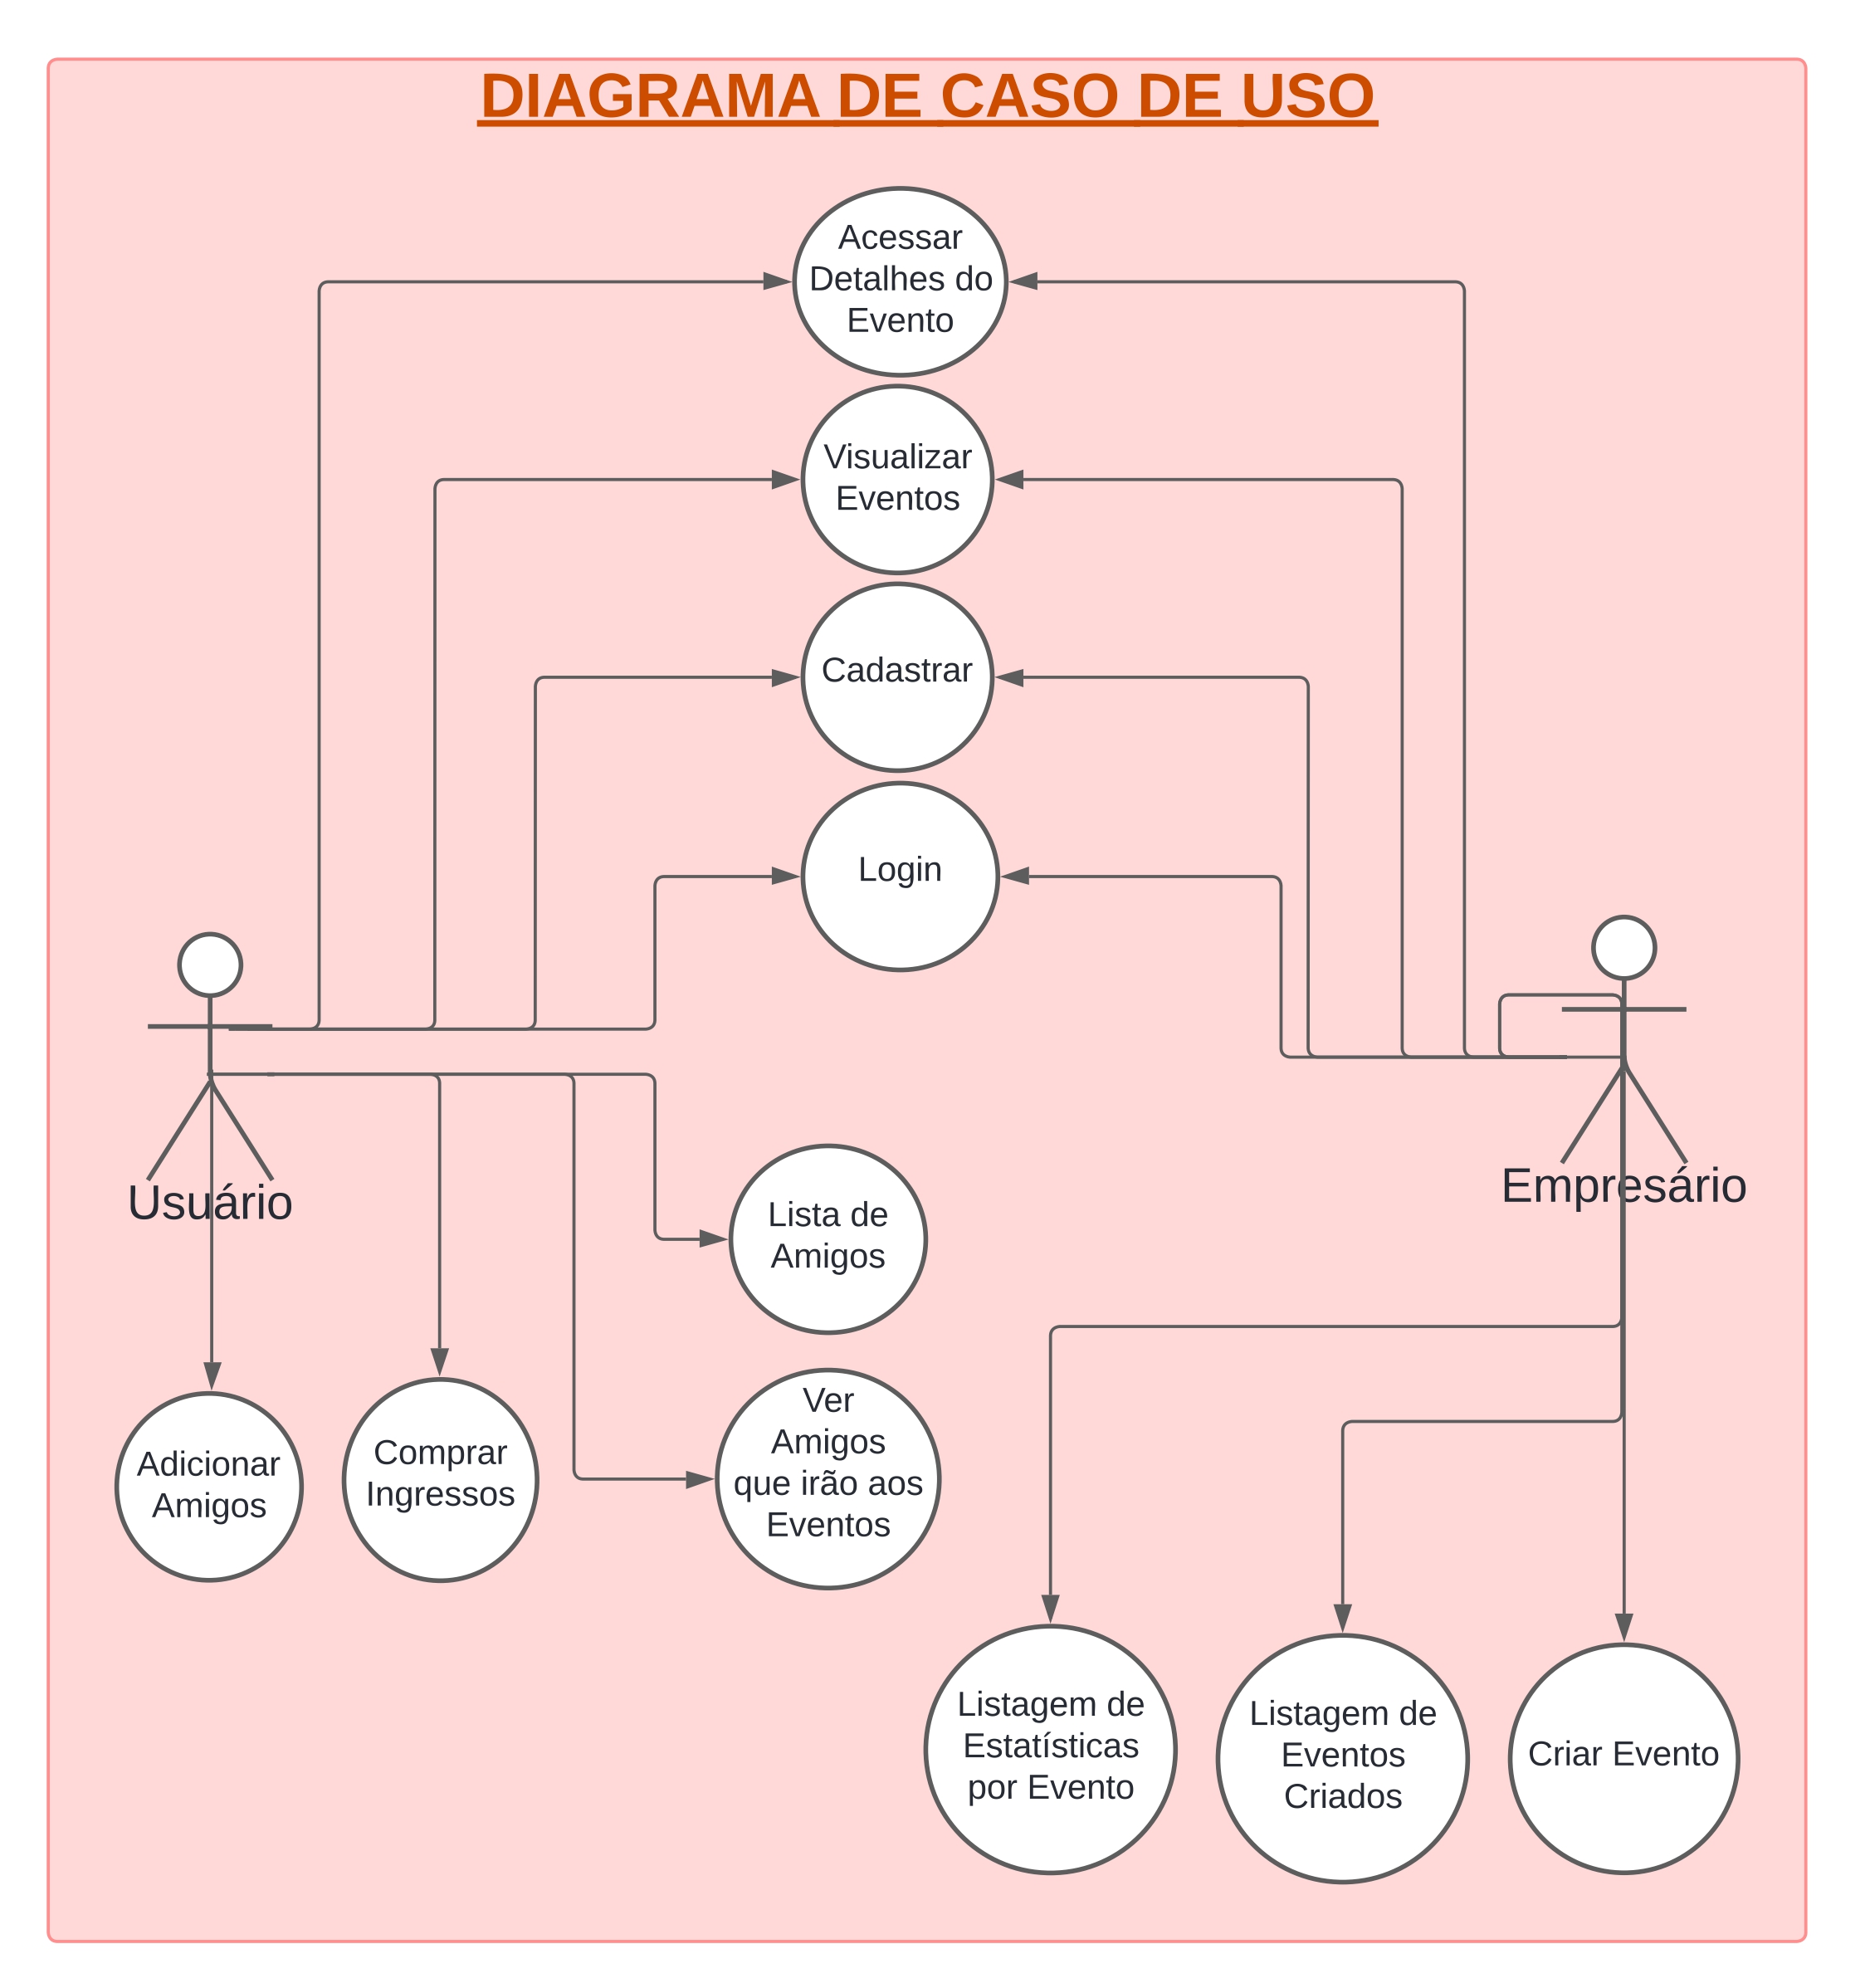 DIAGRAMA DE CASO DE USO
Acessar
Detalhes do
Evento
Visualizar
Eventos
Cadastrar
Login
Usuário
Empresário
Lista de
Amigos
Adicionar
Amigos
Comprar
Ingressos
Ver
Amigos
que irão aos
Eventos
Listagem de
Estatísticas
por Evento
Listagem de
Eventos
Criados
Criar Evento